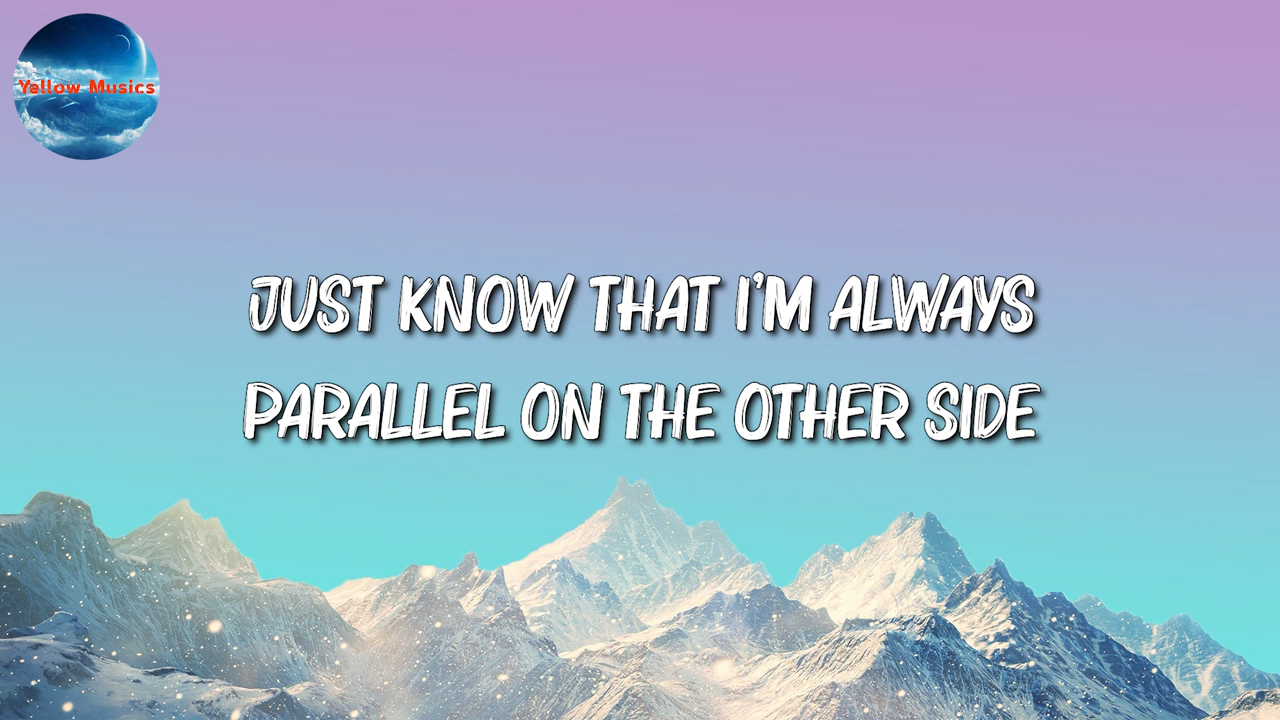 Yellow Musics
JUST KNOW THAT I'M ALWAYS
PARALLEL ON THE OTHER SIDE